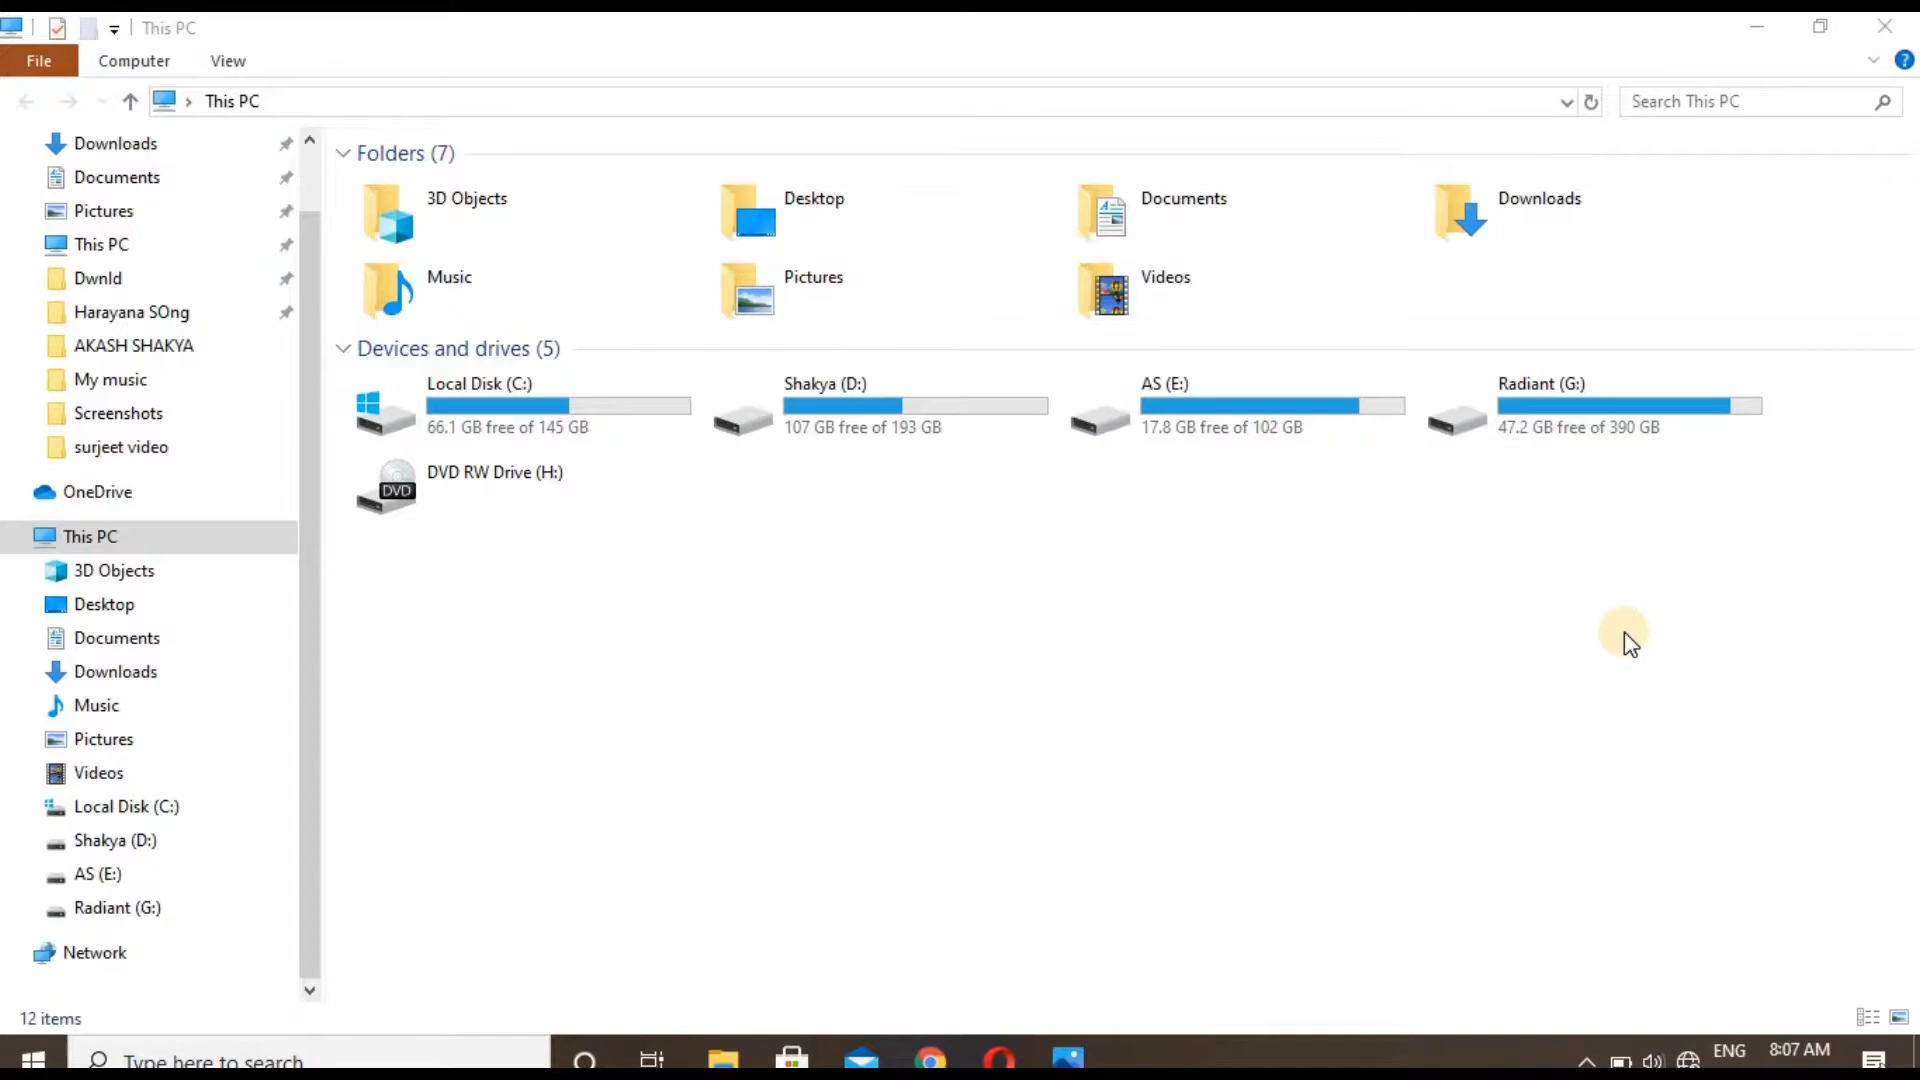 This PC
File Computer View
This PC
Search This PC
Downloads
Documents
Pictures
This PC
Dwnld
Harayana SOng
AKASH SHAKYA
My music
Screenshots
surjeet video
OneDrive
This PC
3D Objects
Desktop
Documents
Downloads
Music
Pictures
Videos
Local Disk (C:)
Shakya (D:)
AS (E:)
Radiant (G:)
Network
Folders (7)
3D Objects
Desktop
Documents
Downloads
Music
Pictures
Videos
Devices and drives (5)
Local Disk (C:)
66.1 GB free of 145 GB
Shakya (D:)
107 GB free of 193 GB
AS (E:)
17.8 GB free of 102 GB
Radiant (G:)
47.2 GB free of 390 GB
DVD
DVD RW Drive (H:)
12 items
Type here to search
ENG 8:07 AM